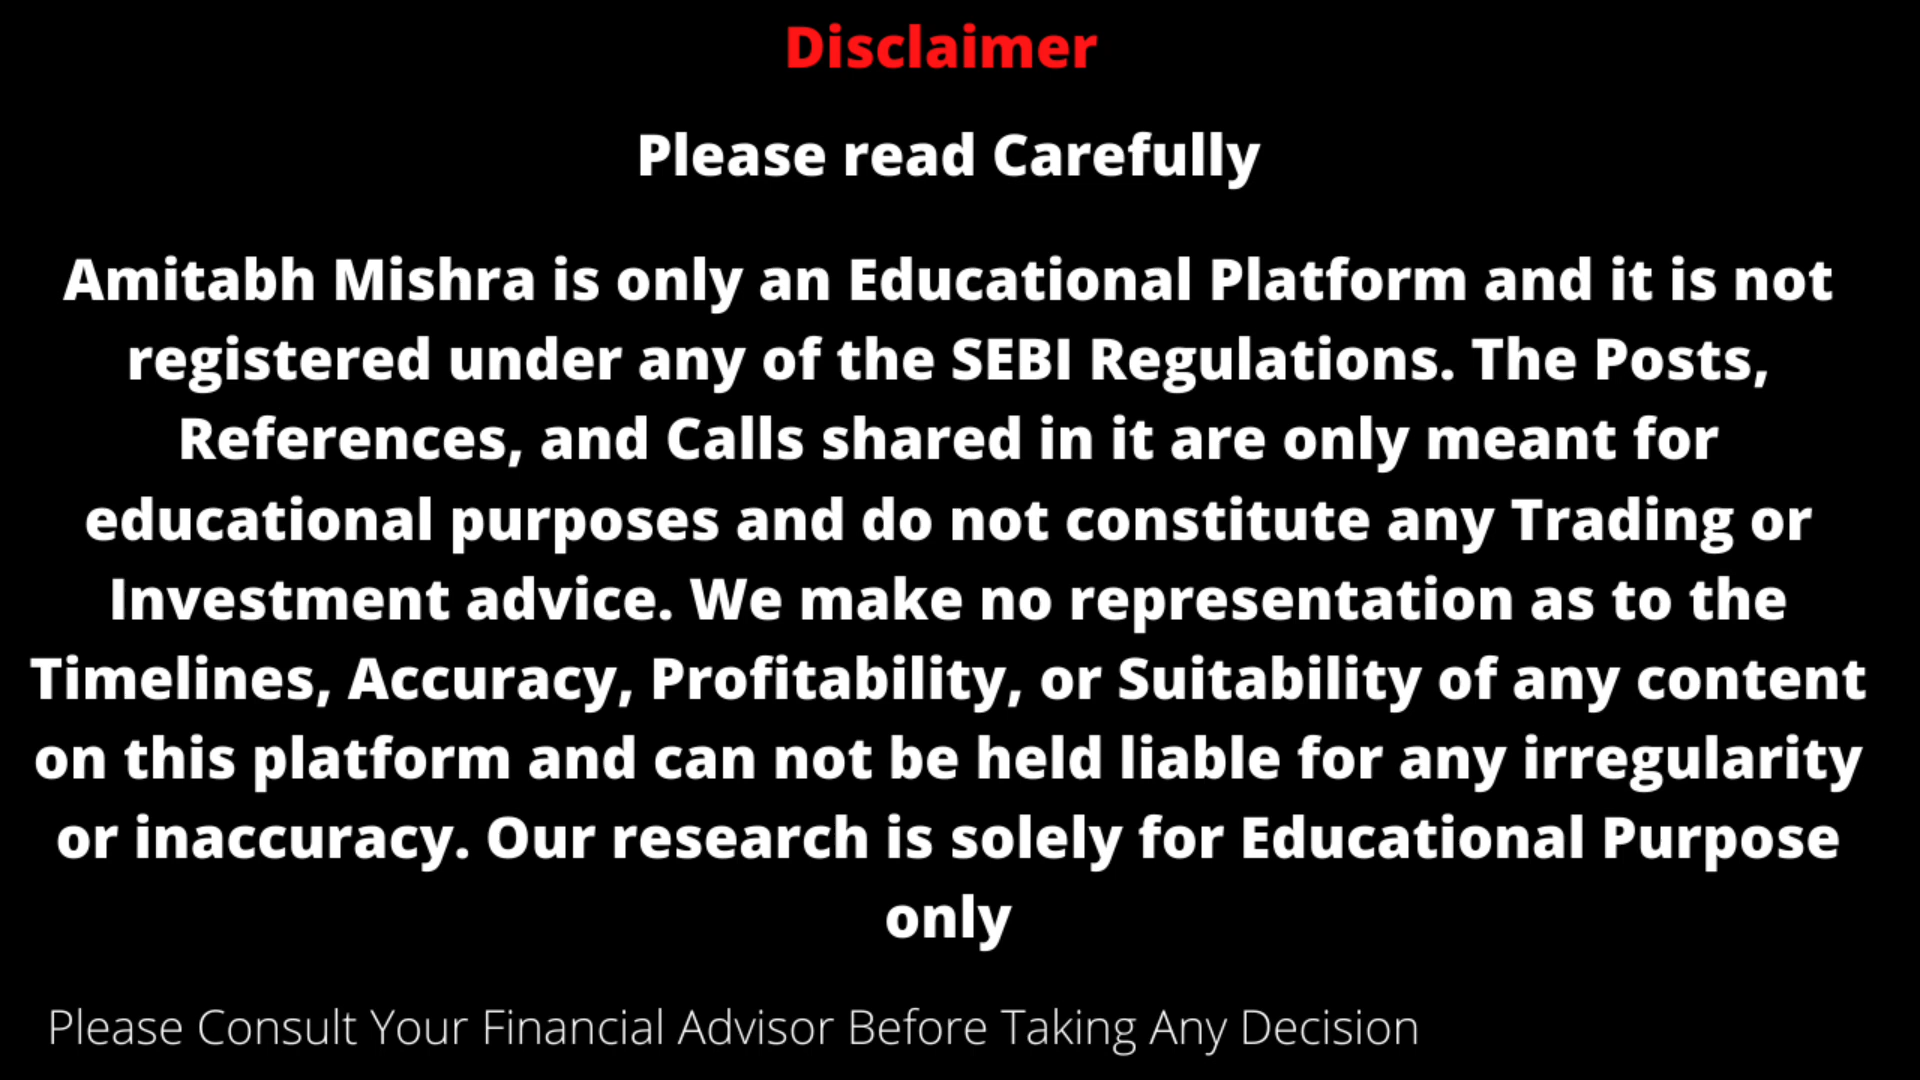 Disclaimer
Please read Carefully
Amitabh Mishra is only an Educational Platform and it is not
registered under any of the SEBI Regulations. The Posts,
References, and Calls shared in it are only meant for
educational purposes and do not constitute any Trading or
Investment advice. We make no representation as to the
Timelines, Accuracy, Profitability, or Suitability of any content
on this platform and can not be held liable for any irregularity
or inaccuracy. Our research is solely for Educational Purpose
only
Please Consult Your Financial Advisor Before Taking Any Decision